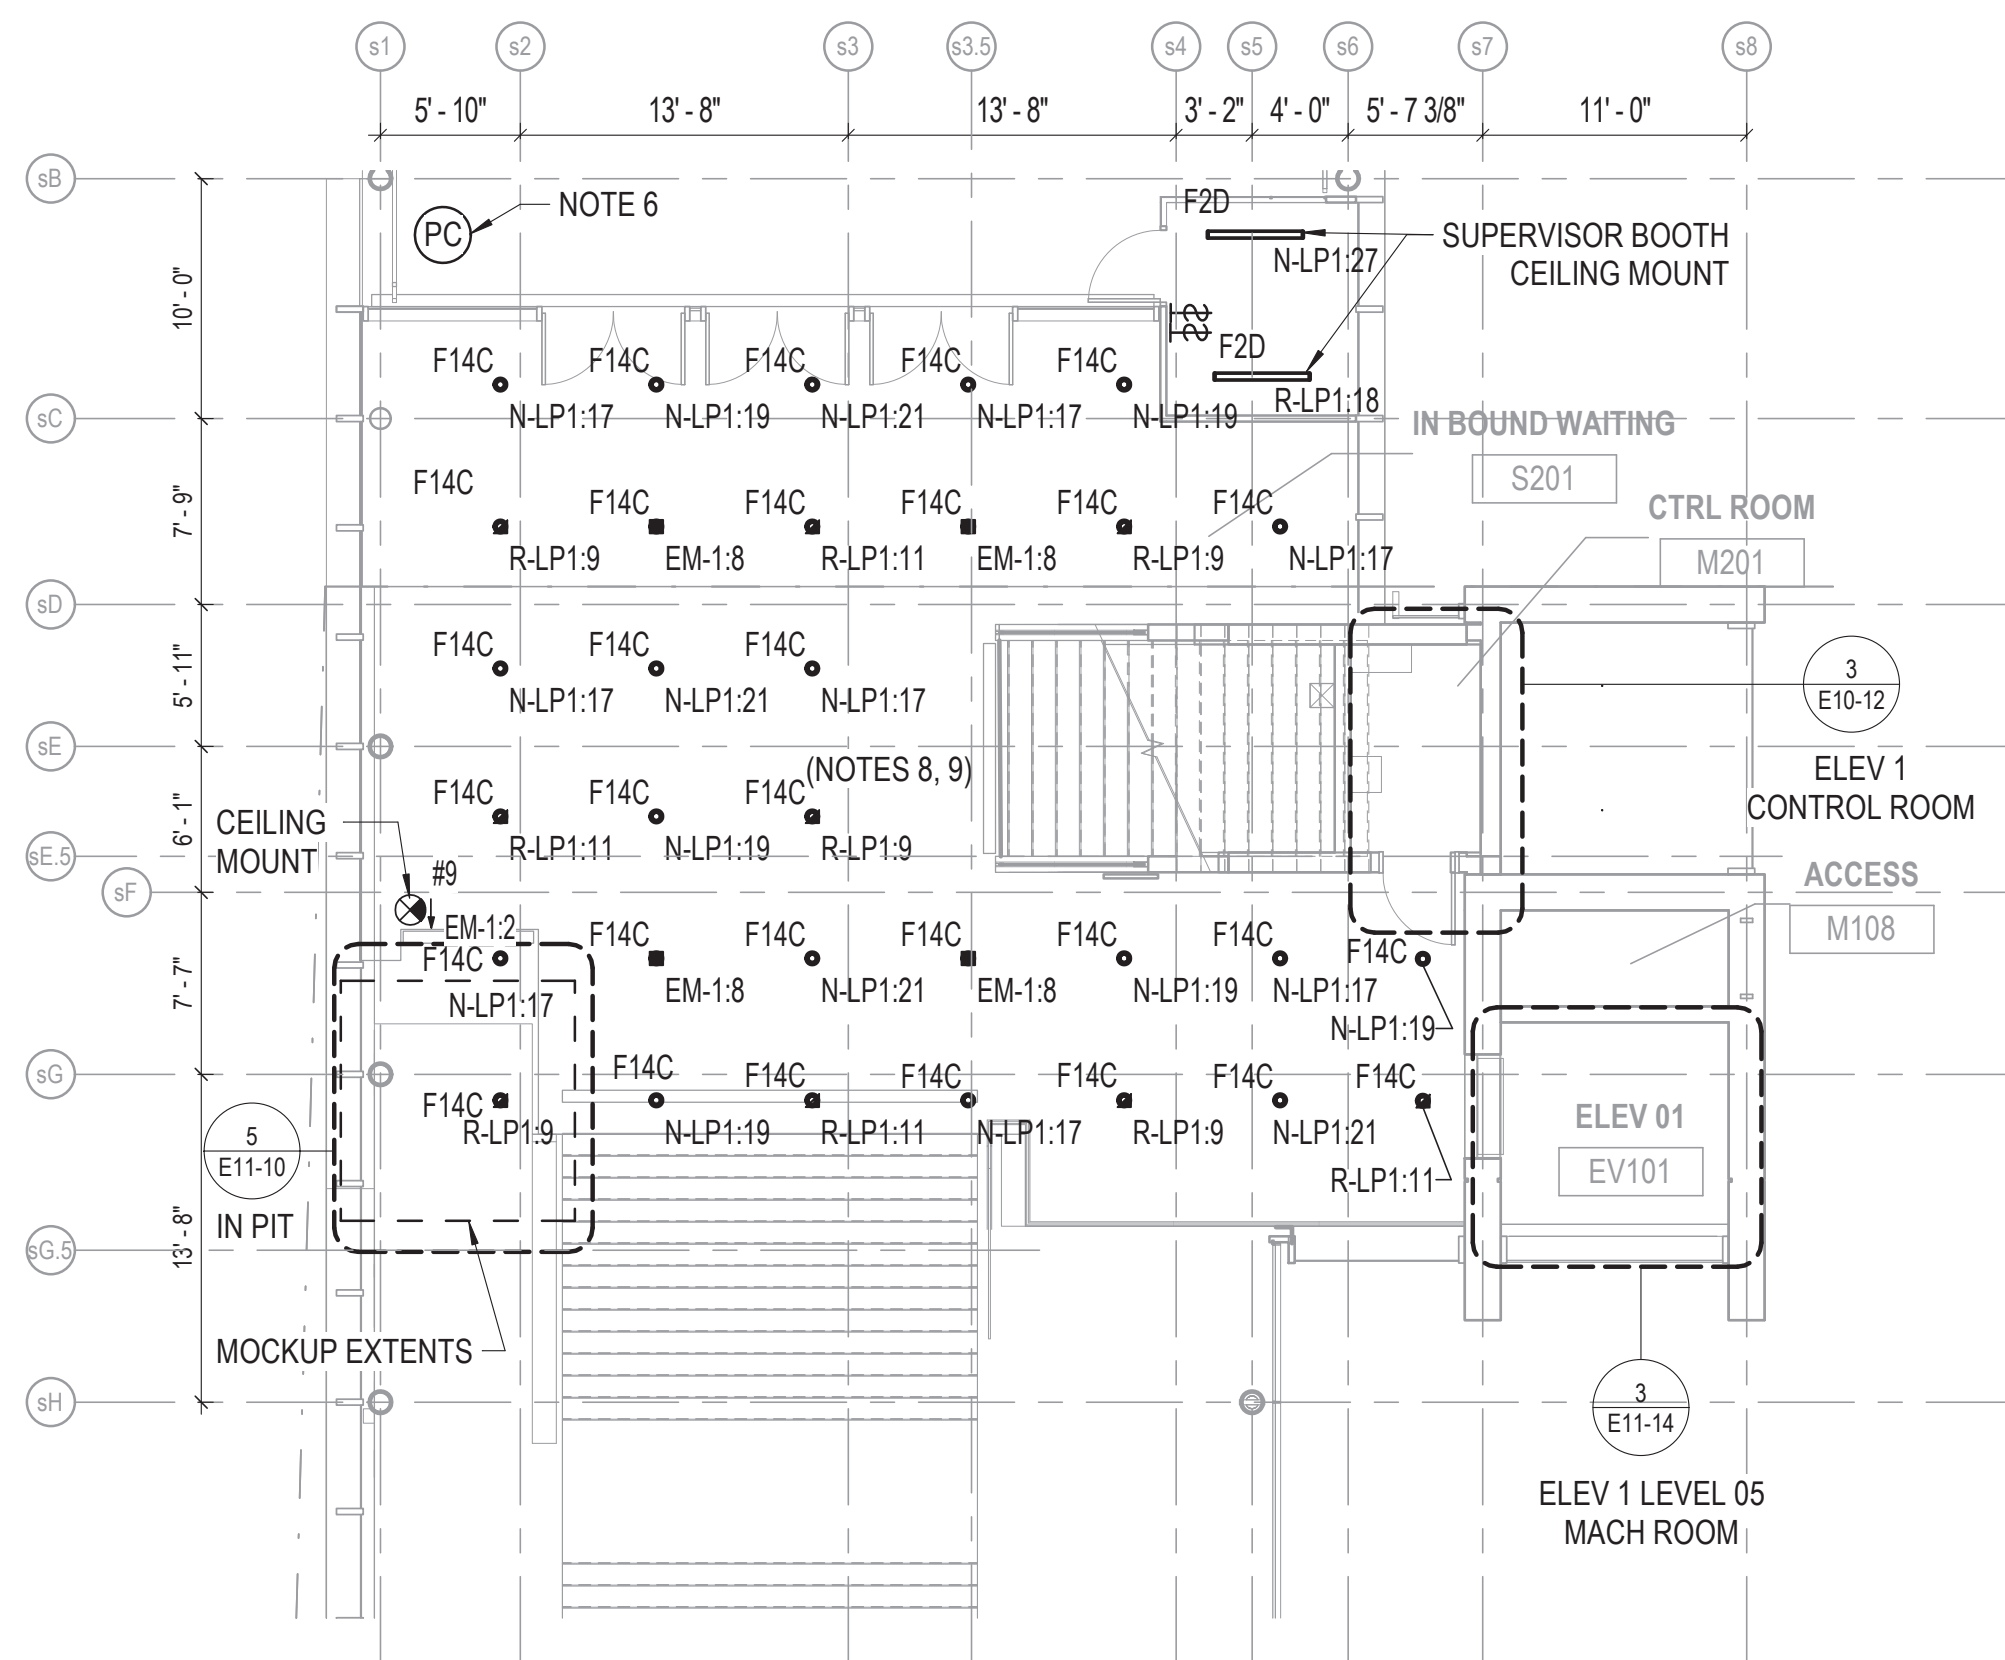 s1 s2 s3 s3.5 s4 s5 s6 s7 s8
5' - 10" 13' - 8" 13' - 8" 3' - 2" 4' - 0" 5' - 7 3/8" 11' - 0"
sB
PC NOTE 6
F2D
SUPERVISOR BOOTH
CEILING MOUNT
N-LP1:27
10' - 0"
F2D
R-LP1:18
F14C F14C F14C F14C F14C
N-LP1:17 N-LP1:19 N-LP1:21 N-LP1:17 N-LP1:19
sC
IN BOUND WAITING
S201
7' - 9"
F14C F14C F14C F14C F14C F14C
R-LP1:9 EM-1:8 R-LP1:11 EM-1:8 R-LP1:9 N-LP1:17
CTRL ROOM
M201
sD
5' - 11"
F14C F14C F14C
N-LP1:17 N-LP1:21 N-LP1:17
3
E10-12
ELEV 1
CONTROL ROOM
sE
(NOTES 8, 9)
6' - 1"
F14C F14C F14C
R-LP1:11 N-LP1:19 R-LP1:9
CEILING
MOUNT
sE.5
#9
sF
ACCESS
M108
EM-1:2
7' - 7"
F14C F14C F14C F14C F14C F14C F14C
N-LP1:17 EM-1:8 N-LP1:21 EM-1:8 N-LP1:19 N-LP1:17
N-LP1:19
sG
F14C F14C F14C F14C F14C F14C F14C
R-LP1:9 N-LP1:19 R-LP1:11 N-LP1:17 R-LP1:9 N-LP1:21
R-LP1:11
ELEV 01
EV101
5
E11-10
IN PIT
13' - 8"
sG.5
MOCKUP EXTENTS
sH
3
E11-14
ELEV 1 LEVEL 05
MACH ROOM